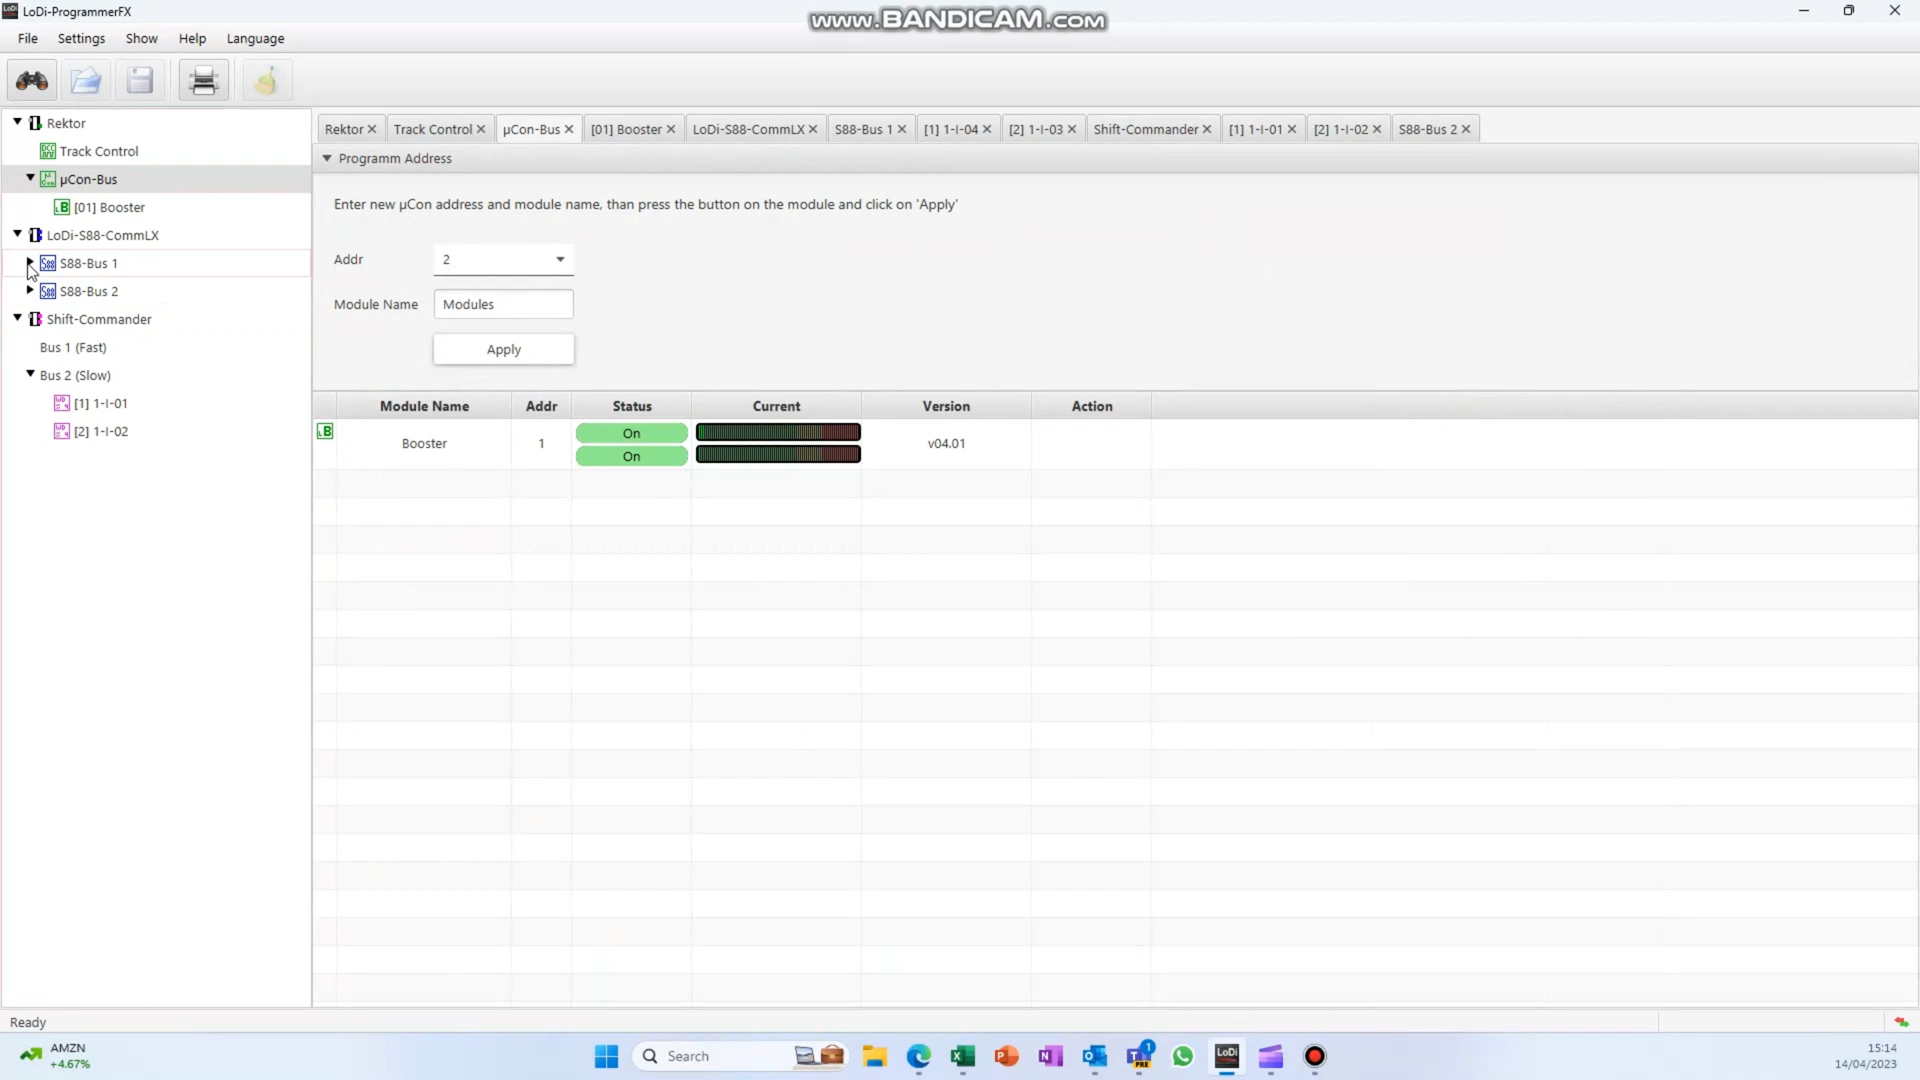 LoDi-ProgrammerFX
www.BANDICAM.com
File Settings Show Help Language
Rektor
Track Control
µCon-Bus
[01] Booster
LoDi-S88-CommLX
S88-Bus 1
S88-Bus 2
Shift-Commander
Bus 1 (Fast)
Bus 2 (Slow)
[1] 1-I-01
[2] 1-I-02
Rektor Track Control µCon-Bus [01] Booster LoDi-S88-CommLX S88-Bus 1 [1] 1-I-04 [2] 1-I-03 Shift-Commander [1] 1-I-01 [2] 1-I-02 S88-Bus 2
Programm Address
Enter new µCon address and module name, than press the button on the module and click on 'Apply'
Addr 2
Module Name Modules
Apply
Module Name Addr Status Current Version Action
Booster 1 On v04.01
On
Ready
AMZN
+4.67%
Search
1
PRE
LoDi
15:14
14/04/2023